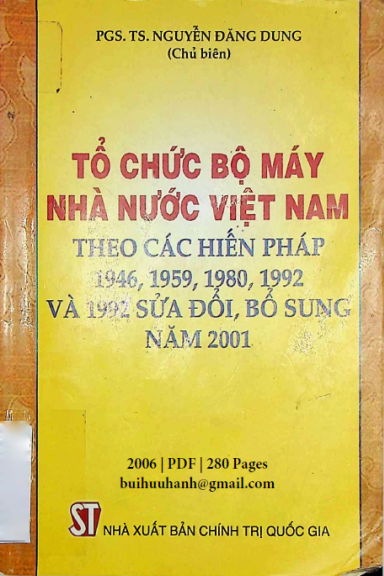 PGS. TS. NGUYỄN ĐĂNG DUNG
(Chủ biên)
TỔ CHỨC BỘ MÁY
NHÀ NƯỚC VIỆT NAM
THEO CÁC HIẾN PHÁP
1946, 1959, 1980, 1992
VÀ 1992 SỬA ĐỔI, BỔ SUNG
NĂM 2001
2006 | PDF | 280 Pages
buihuuhanh@gmail.com
ST NHÀ XUẤT BẢN CHÍNH TRỊ QUỐC GIA